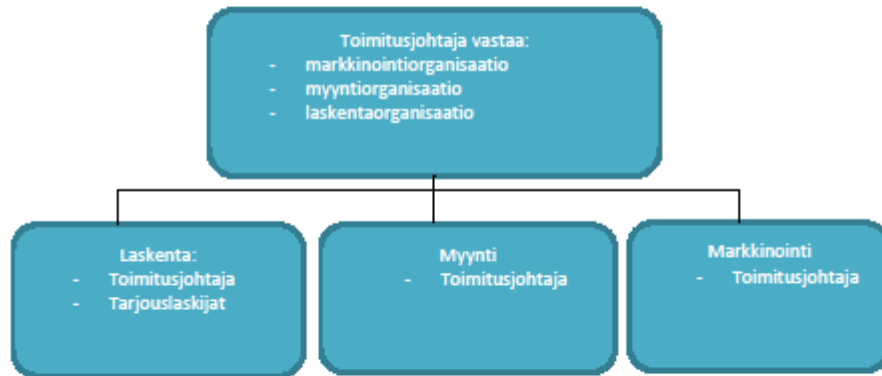 Toimitusjohtaja vastaa:
- markkinointiorganisaatio
- myyntiorganisaatio
- laskentaorganisaatio
Laskenta:
- Toimitusjohtaja
- Tarjouslaskijat
Myynti
- Toimitusjohtaja
Markkinointi
- Toimitusjohtaja